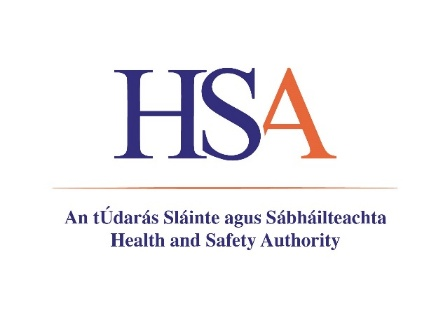 HSA
An tÚdarás Sláinte agus Sábháilteachta
Health and Safety Authority